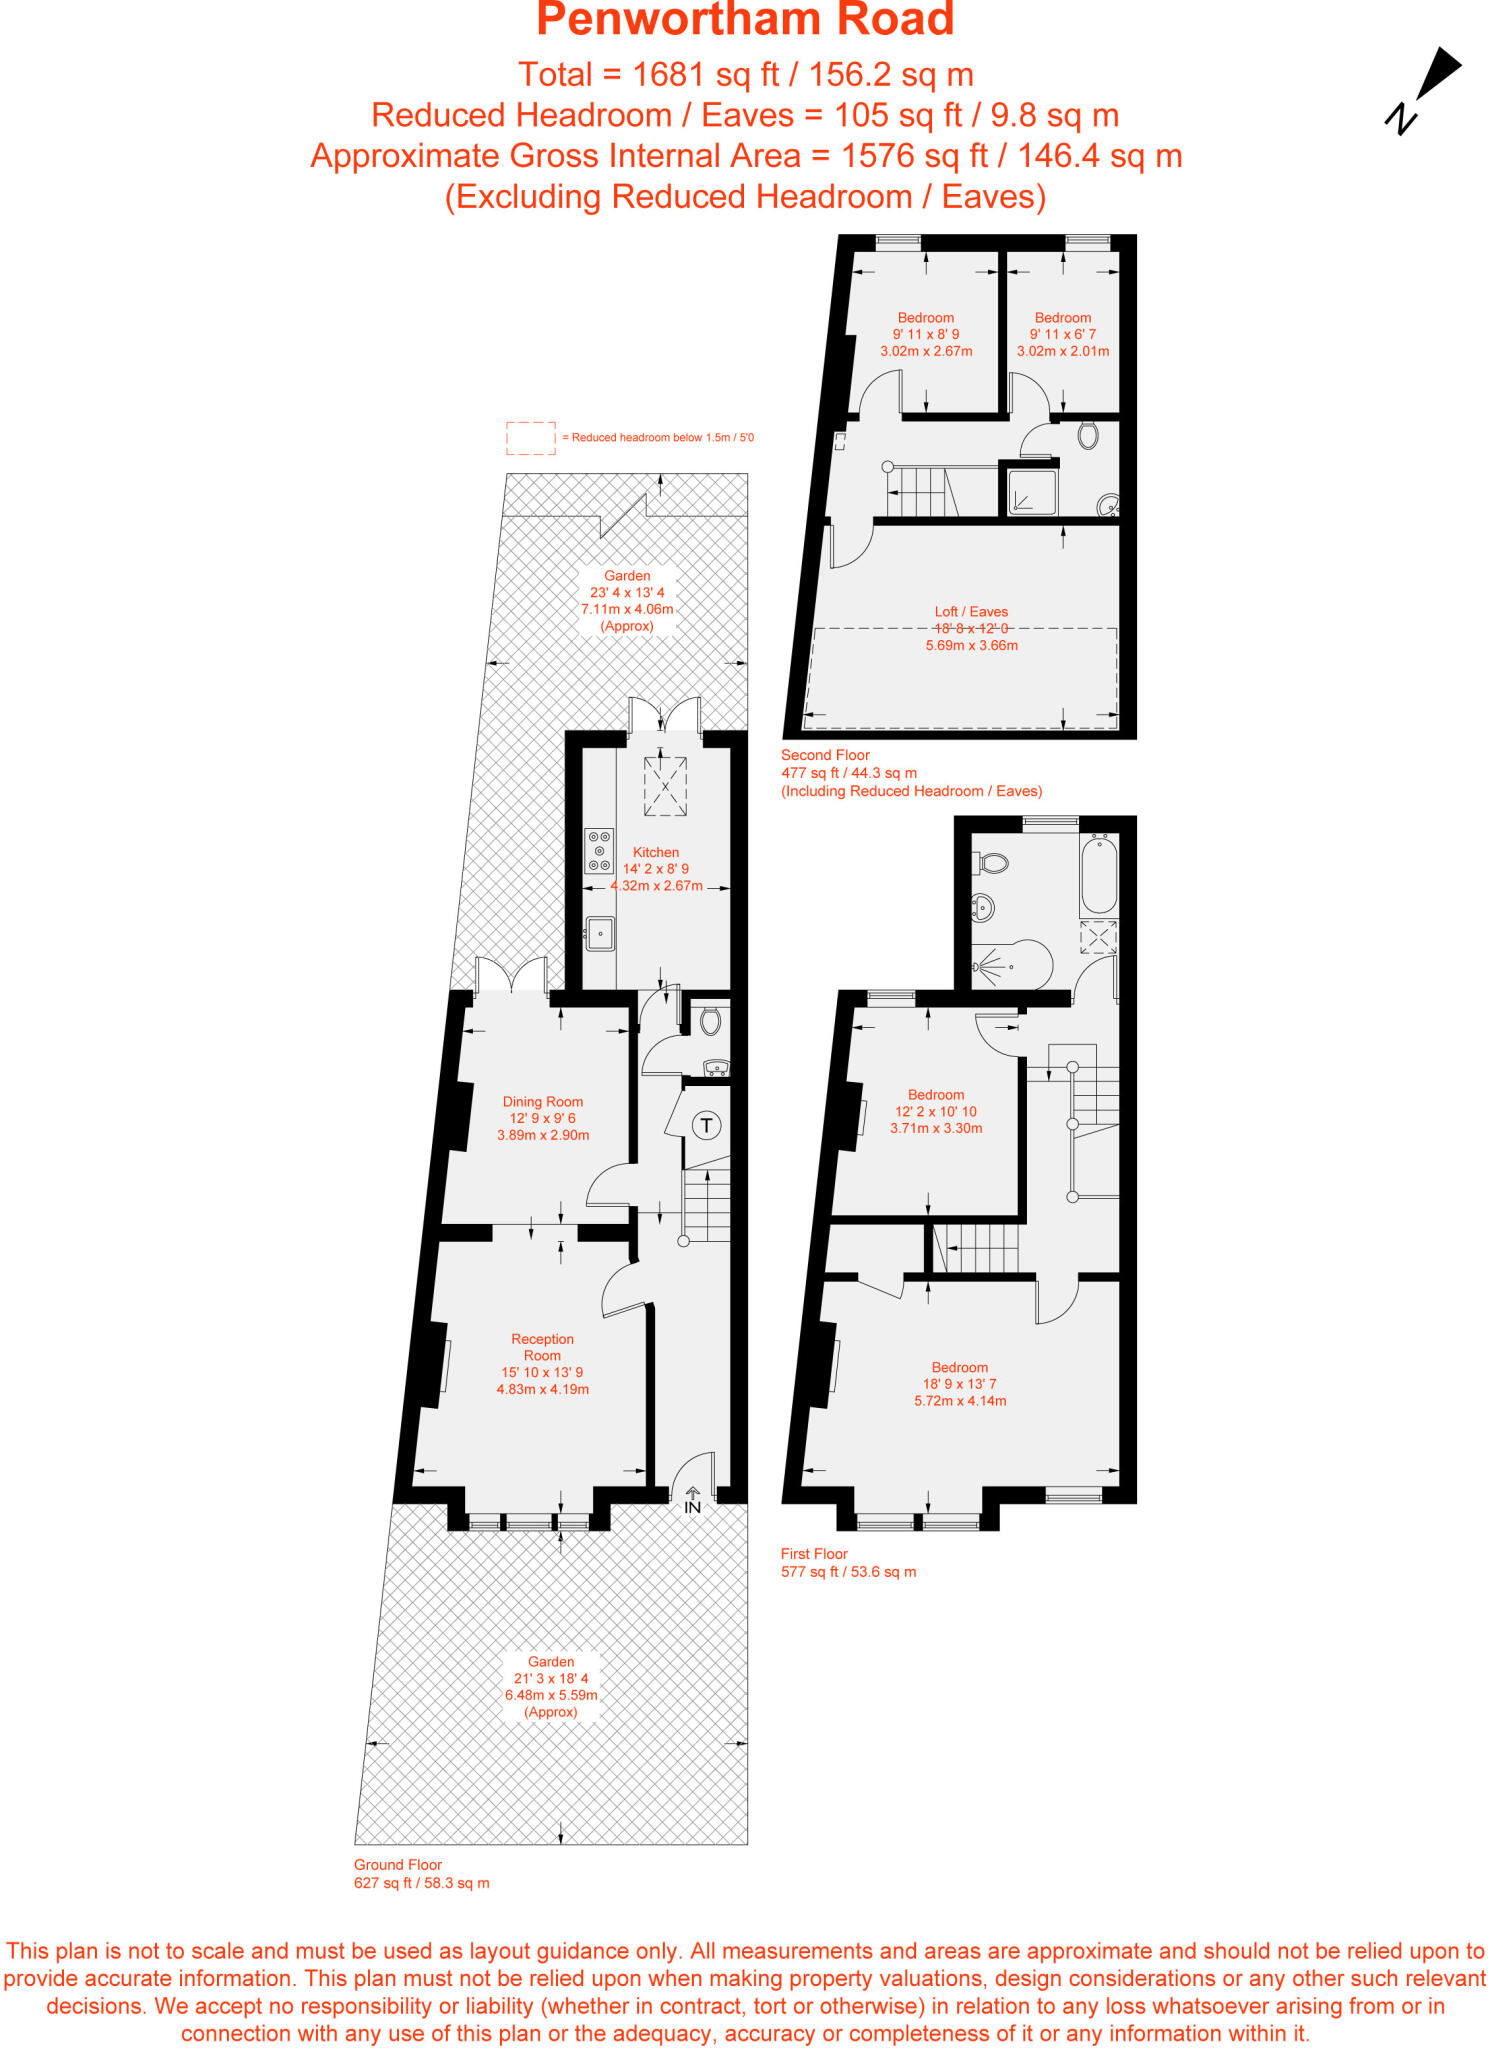 Penwortham Road
Total = 1681 sq ft / 156.2 sq m
Reduced Headroom / Eaves = 105 sq ft / 9.8 sq m
Approximate Gross Internal Area = 1576 sq ft / 146.4 sq m
(Excluding Reduced Headroom / Eaves)
N
Bedroom
9' 11 x 8' 9
3.02m x 2.67m
Bedroom
9' 11 x 6' 7
3.02m x 2.01m
= Reduced headroom below 1.5m / 5'0
Garden
23' 4 x 13' 4
7.11m x 4.06m
(Approx)
Loft / Eaves
18' 8 x 12' 0
5.69m x 3.66m
Second Floor
477 sq ft / 44.3 sq m
(Including Reduced Headroom / Eaves)
Kitchen
14' 2 x 8' 9
4.32m x 2.67m
Dining Room
12' 9 x 9' 6
3.89m x 2.90m
T
Bedroom
12' 2 x 10' 10
3.71m x 3.30m
Reception
Room
15' 10 x 13' 9
4.83m x 4.19m
Bedroom
18' 9 x 13' 7
5.72m x 4.14m
IN
First Floor
577 sq ft / 53.6 sq m
Garden
21' 3 x 18' 4
6.48m x 5.59m
(Approx)
Ground Floor
627 sq ft / 58.3 sq m
This plan is not to scale and must be used as layout guidance only. All measurements and areas are approximate and should not be relied upon to
provide accurate information. This plan must not be relied upon when making property valuations, design considerations or any other such relevant
decisions. We accept no responsibility or liability (whether in contract, tort or otherwise) in relation to any loss whatsoever arising from or in
connection with any use of this plan or the adequacy, accuracy or completeness of it or any information within it.